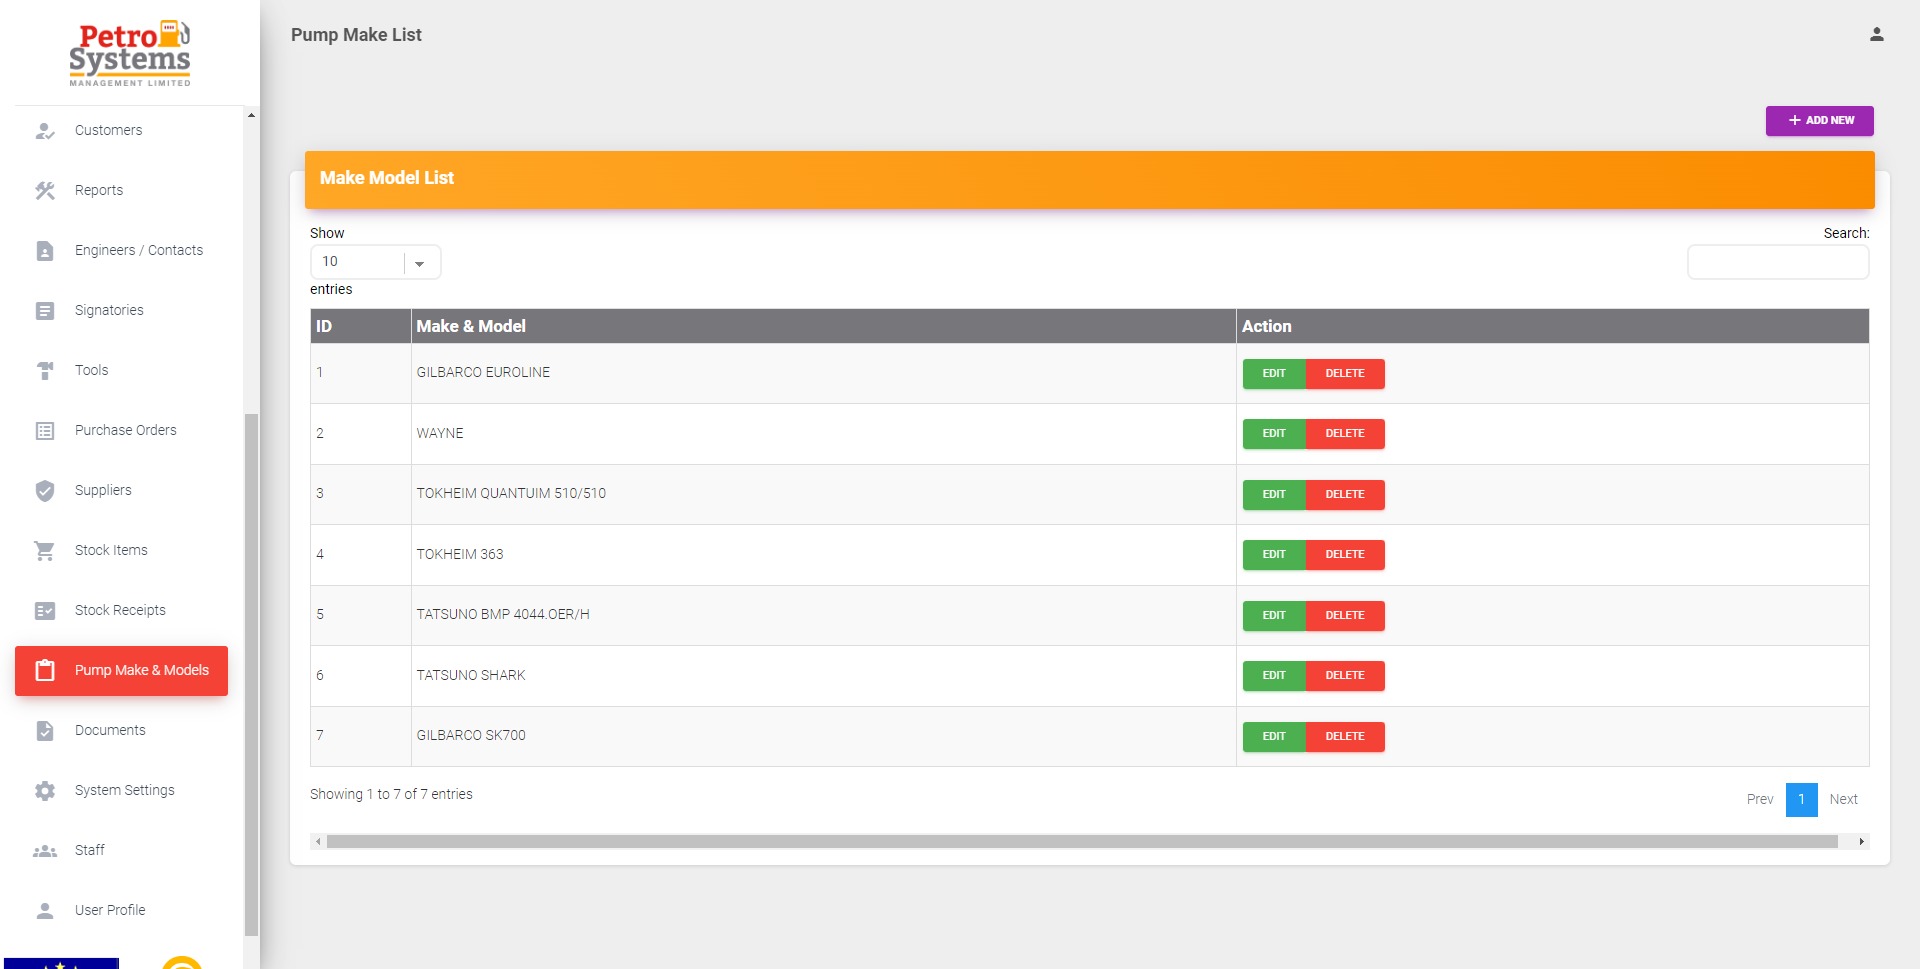 Petro
Systems
MANAGEMENT LIMITED
Pump Make List
Customers
Reports
Engineers / Contacts
Signatories
Tools
Purchase Orders
Suppliers
Stock Items
Stock Receipts
Pump Make & Models
Documents
System Settings
Staff
User Profile
ADD NEW
Make Model List
Show
10
entries
Search:
ID Make & Model Action
1 GILBARCO EUROLINE EDIT DELETE
2 WAYNE EDIT DELETE
3 TOKHEIM QUANTUIM 510/510 EDIT DELETE
4 TOKHEIM 363 EDIT DELETE
5 TATSUNO BMP 4044.OER/H EDIT DELETE
6 TATSUNO SHARK EDIT DELETE
7 GILBARCO SK700 EDIT DELETE
Showing 1 to 7 of 7 entries
Prev 1 Next